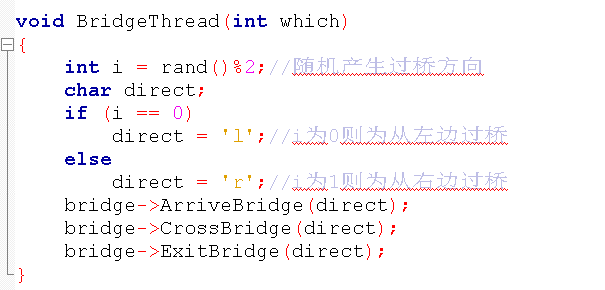 void BridgeThread(int which)
{
    int i = rand()%2;//随机产生过桥方向
    char direct;
    if (i == 0)
        direct = 'l';//i为0则为从左边过桥
    else
        direct = 'r';//i为1则为从右边过桥
    bridge->ArriveBridge(direct);
    bridge->CrossBridge(direct);
    bridge->ExitBridge(direct);
}